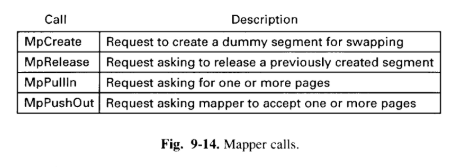 Call Description
MpCreate Request to create a dummy segment for swapping
MpRelease Request asking to release a previously created segment
MpPullIn Request asking for one or more pages
MpPushOut Request asking mapper to accept one or more pages
Fig. 9-14. Mapper calls.